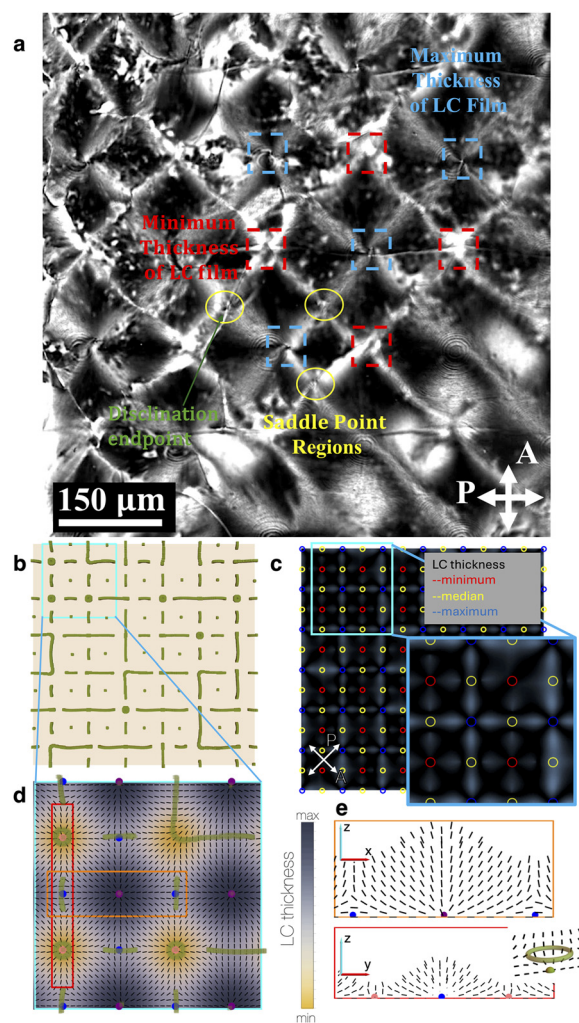 a
Maximum
Thickness
of LC Film
Minimum
Thickness
of LC film
Disclination
endpoint
Saddle Point
Regions
A
P
150 µm
b
c
LC thickness
--minimum
--median
--maximum
P
A
d
max
LC thickness
min
e
z
x
z
y